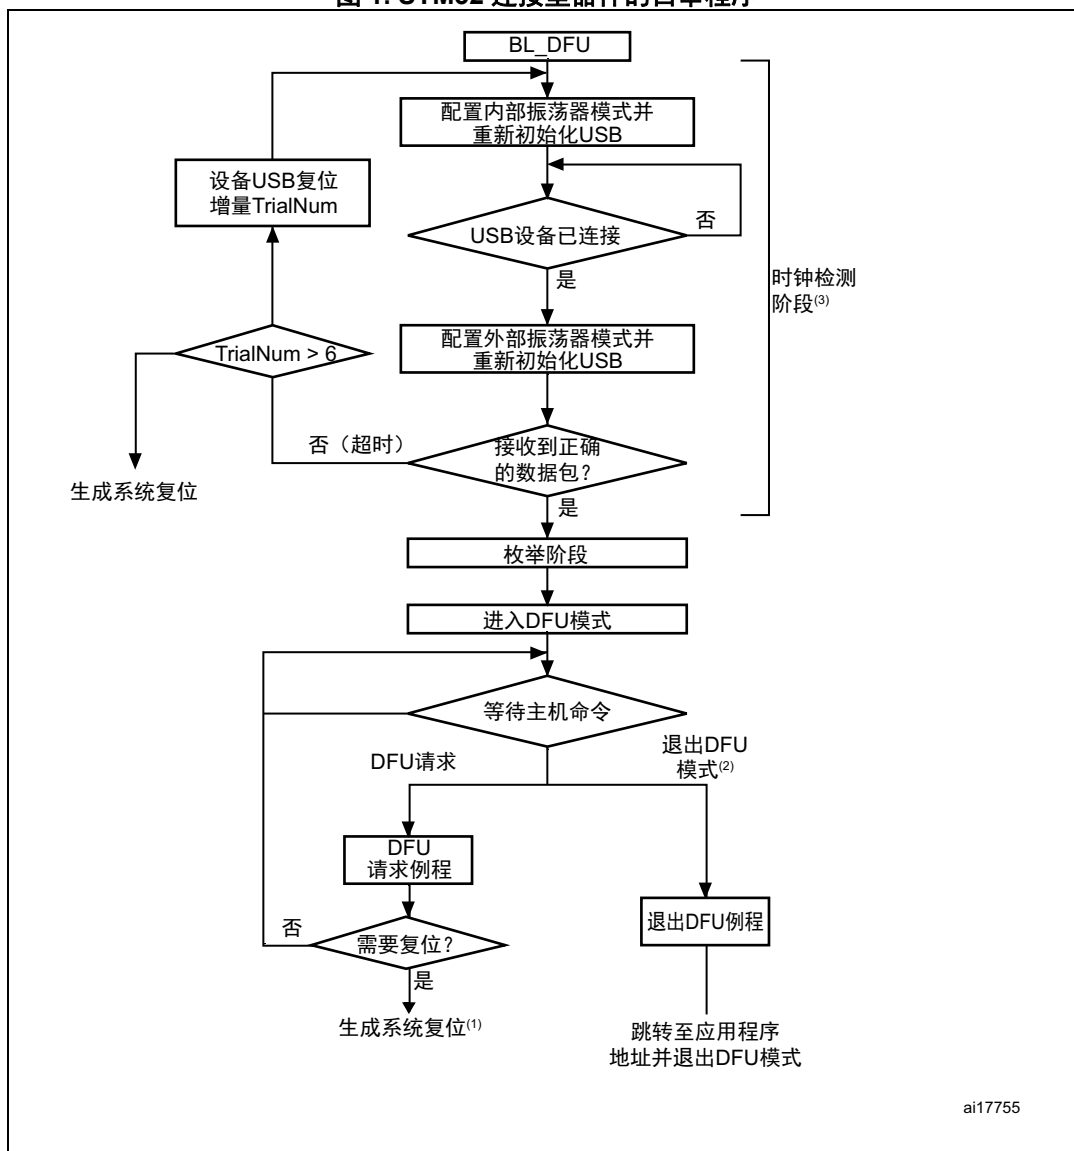 BL_DFU
配置内部振荡器模式并
重新初始化USB
设备USB复位
增量TrialNum
否
USB设备已连接
是
时钟检测
阶段(3)
配置外部振荡器模式并
重新初始化USB
TrialNum > 6
否（超时）
接收到正确
的数据包?
生成系统复位
是
枚举阶段
进入DFU模式
等待主机命令
DFU请求
退出DFU
模式(2)
DFU
请求例程
退出DFU例程
否
需要复位?
是
生成系统复位(1)
跳转至应用程序
地址并退出DFU模式
ai17755